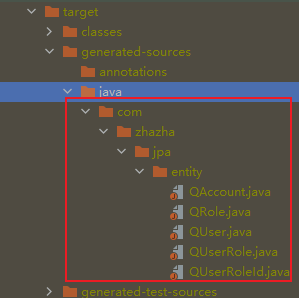 target
classes
generated-sources
annotations
java
com
zhazha
jpa
entity
QAccount.java
QRole.java
QUser.java
QUserRole.java
QUserRoleId.java
generated-test-sources